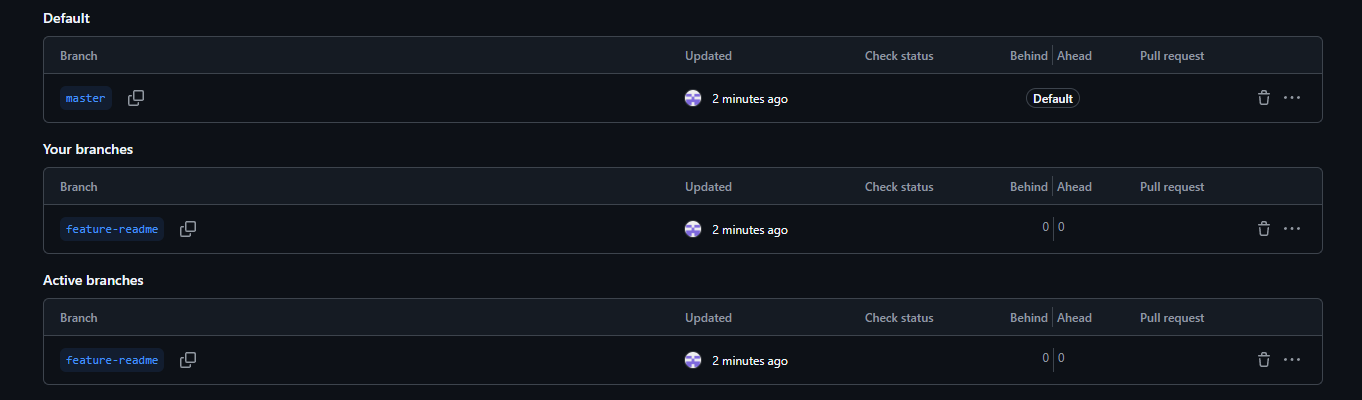 Default
Branch Updated Check status Behind Ahead Pull request
master 2 minutes ago Default
Your branches
Branch Updated Check status Behind Ahead Pull request
feature-readme 2 minutes ago 0 0
Active branches
Branch Updated Check status Behind Ahead Pull request
feature-readme 2 minutes ago 0 0